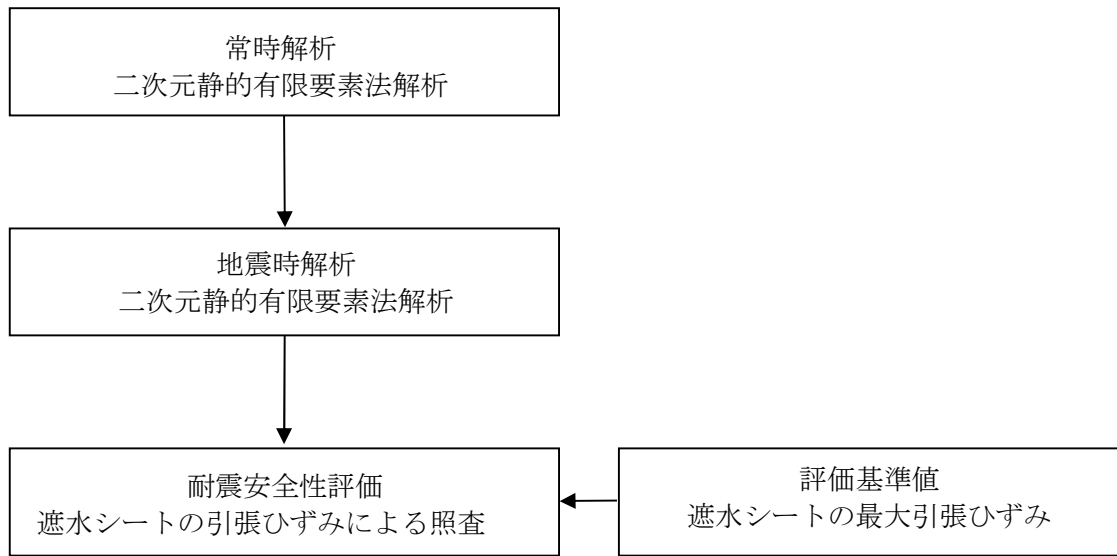 常時解析
二次元静的有限要素法解析
地震時解析
二次元静的有限要素法解析
耐震安全性評価
遮水シートの引張ひずみによる照査
評価基準値
遮水シートの最大引張ひずみ